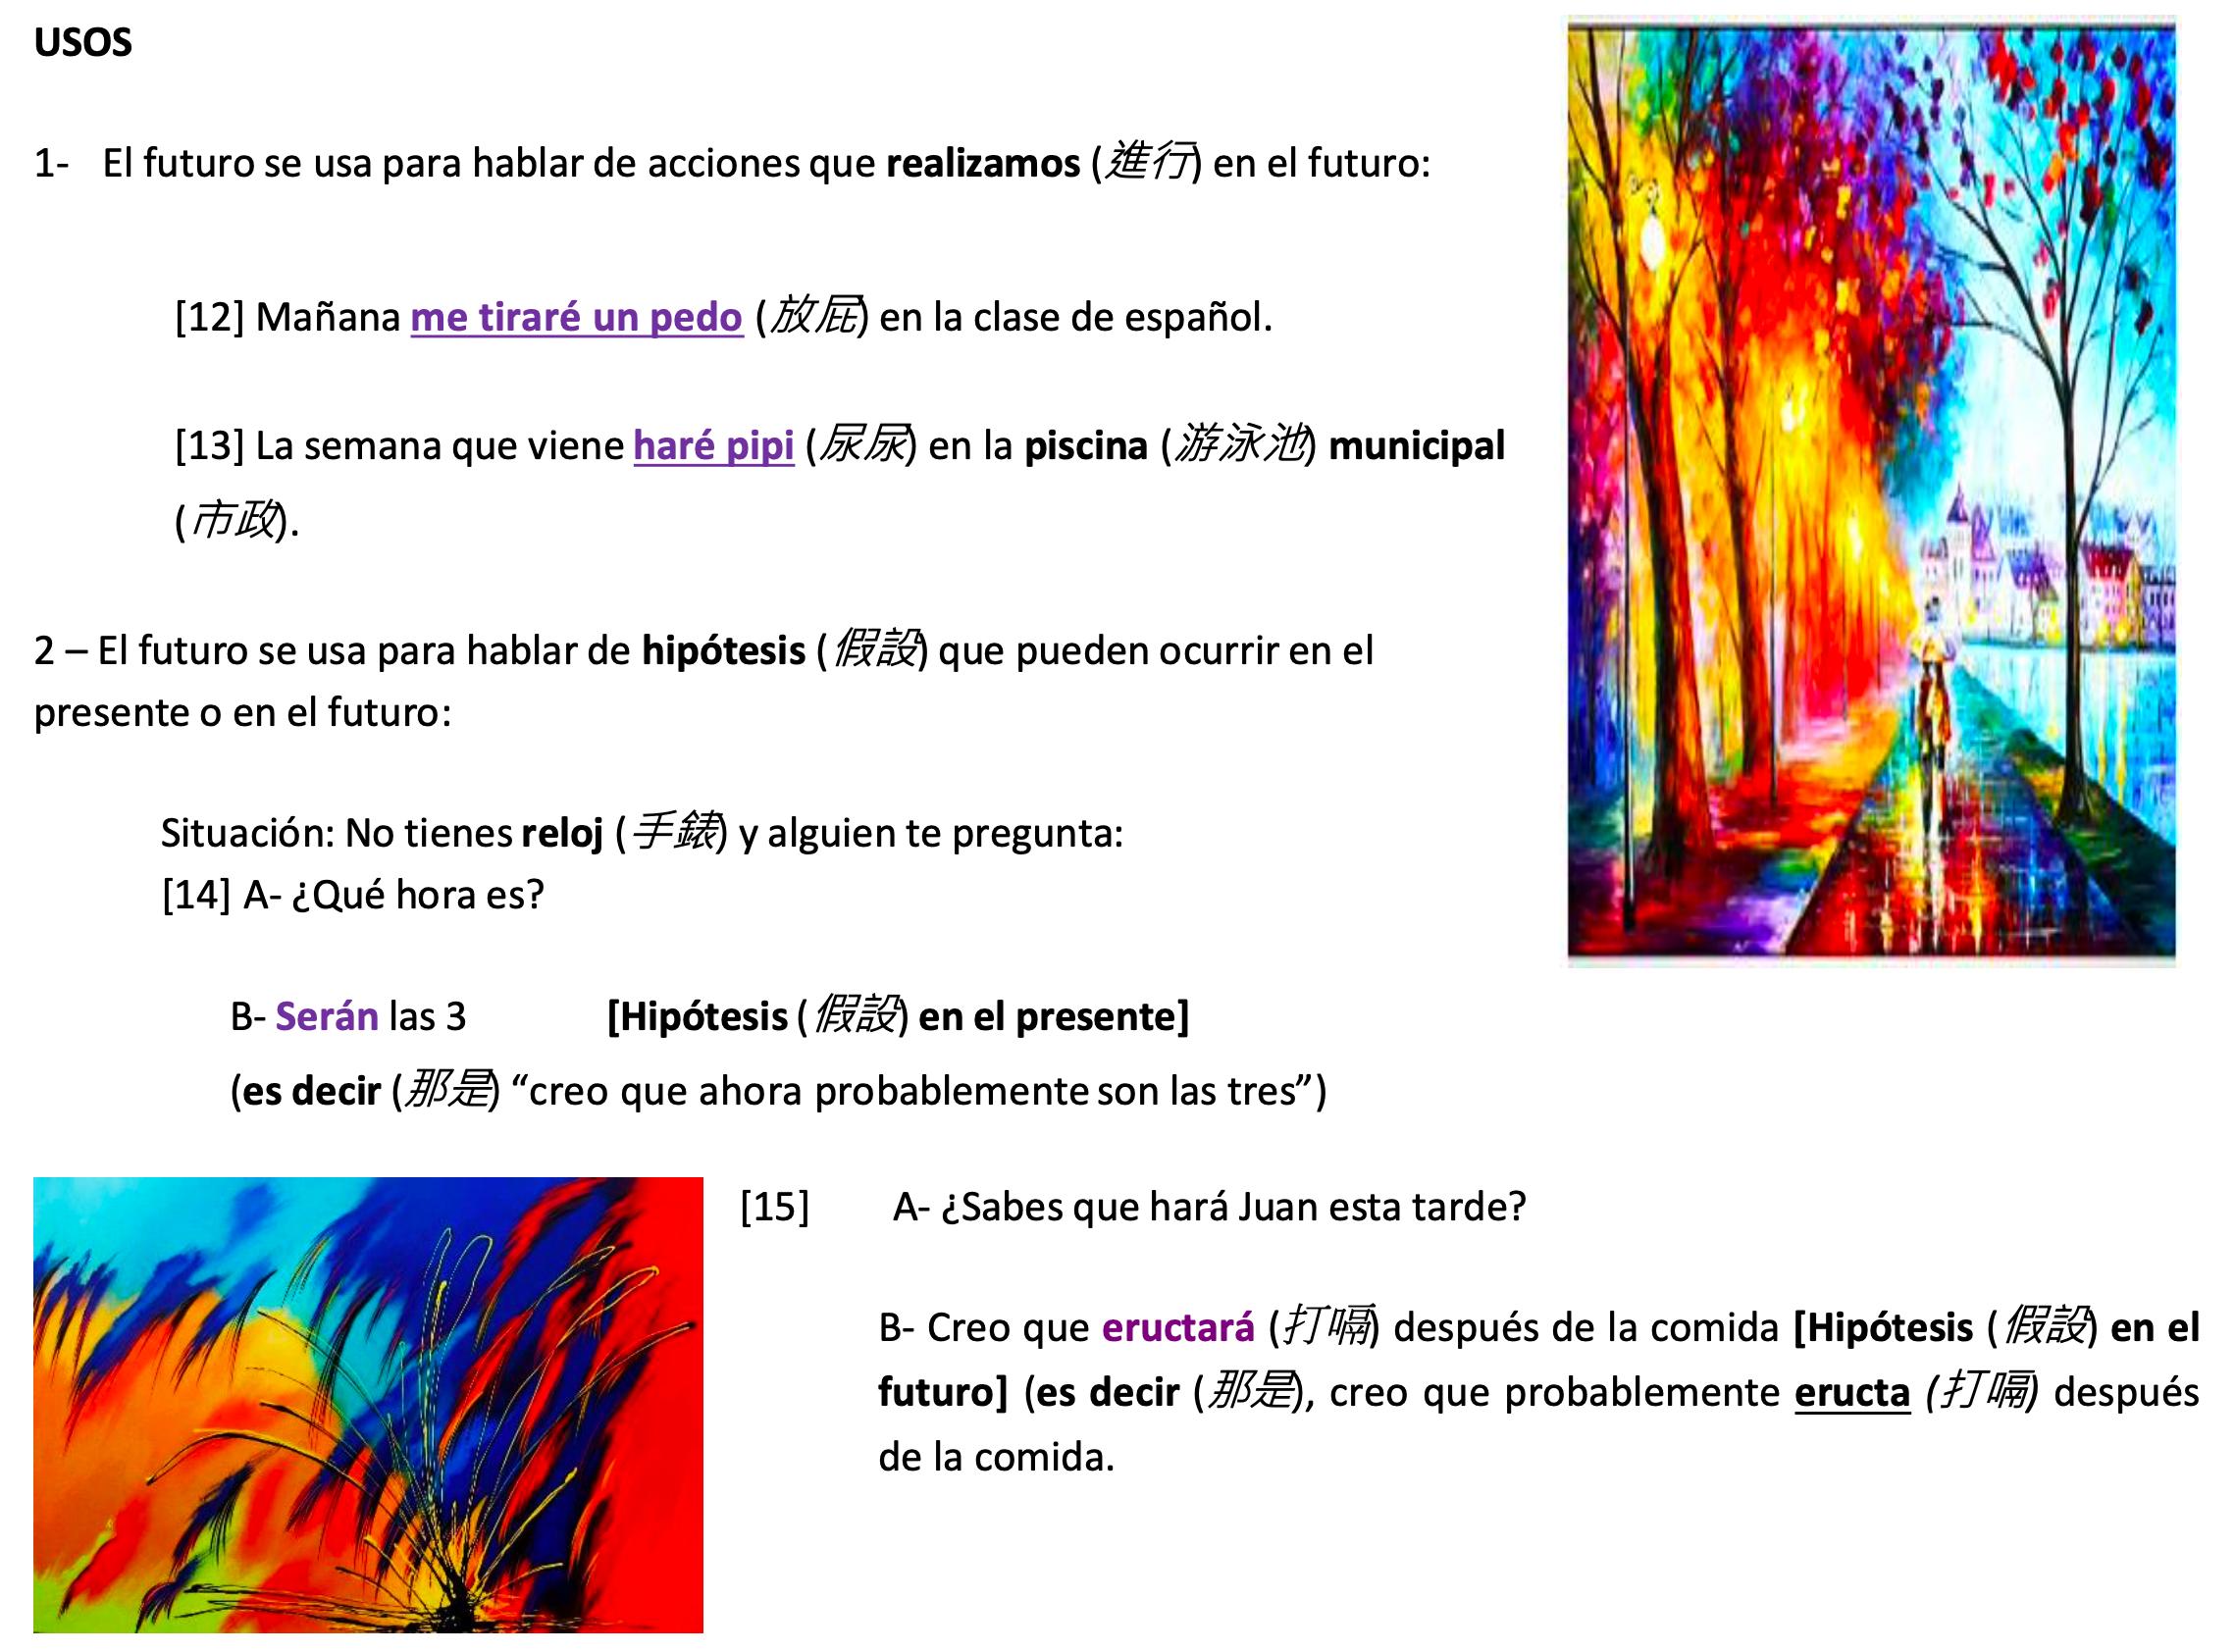 USOS
1- El futuro se usa para hablar de acciones que realizamos (進行) en el futuro:
[12] Mañana me tiraré un pedo (放屁) en la clase de español.
[13] La semana que viene haré pipi (尿尿) en la piscina (游泳池) municipal
(市政).
2 – El futuro se usa para hablar de hipótesis (假設) que pueden ocurrir en el
presente o en el futuro:
Situación: No tienes reloj (手錶) y alguien te pregunta:
[14] A- ¿Qué hora es?
B- Serán las 3 [Hipótesis (假設) en el presente]
(es decir (那是) “creo que ahora probablemente son las tres”)
[15] A- ¿Sabes que hará Juan esta tarde?
B- Creo que eructará (打嗝) después de la comida [Hipótesis (假設) en el
futuro] (es decir (那是), creo que probablemente eructa (打嗝) después
de la comida.